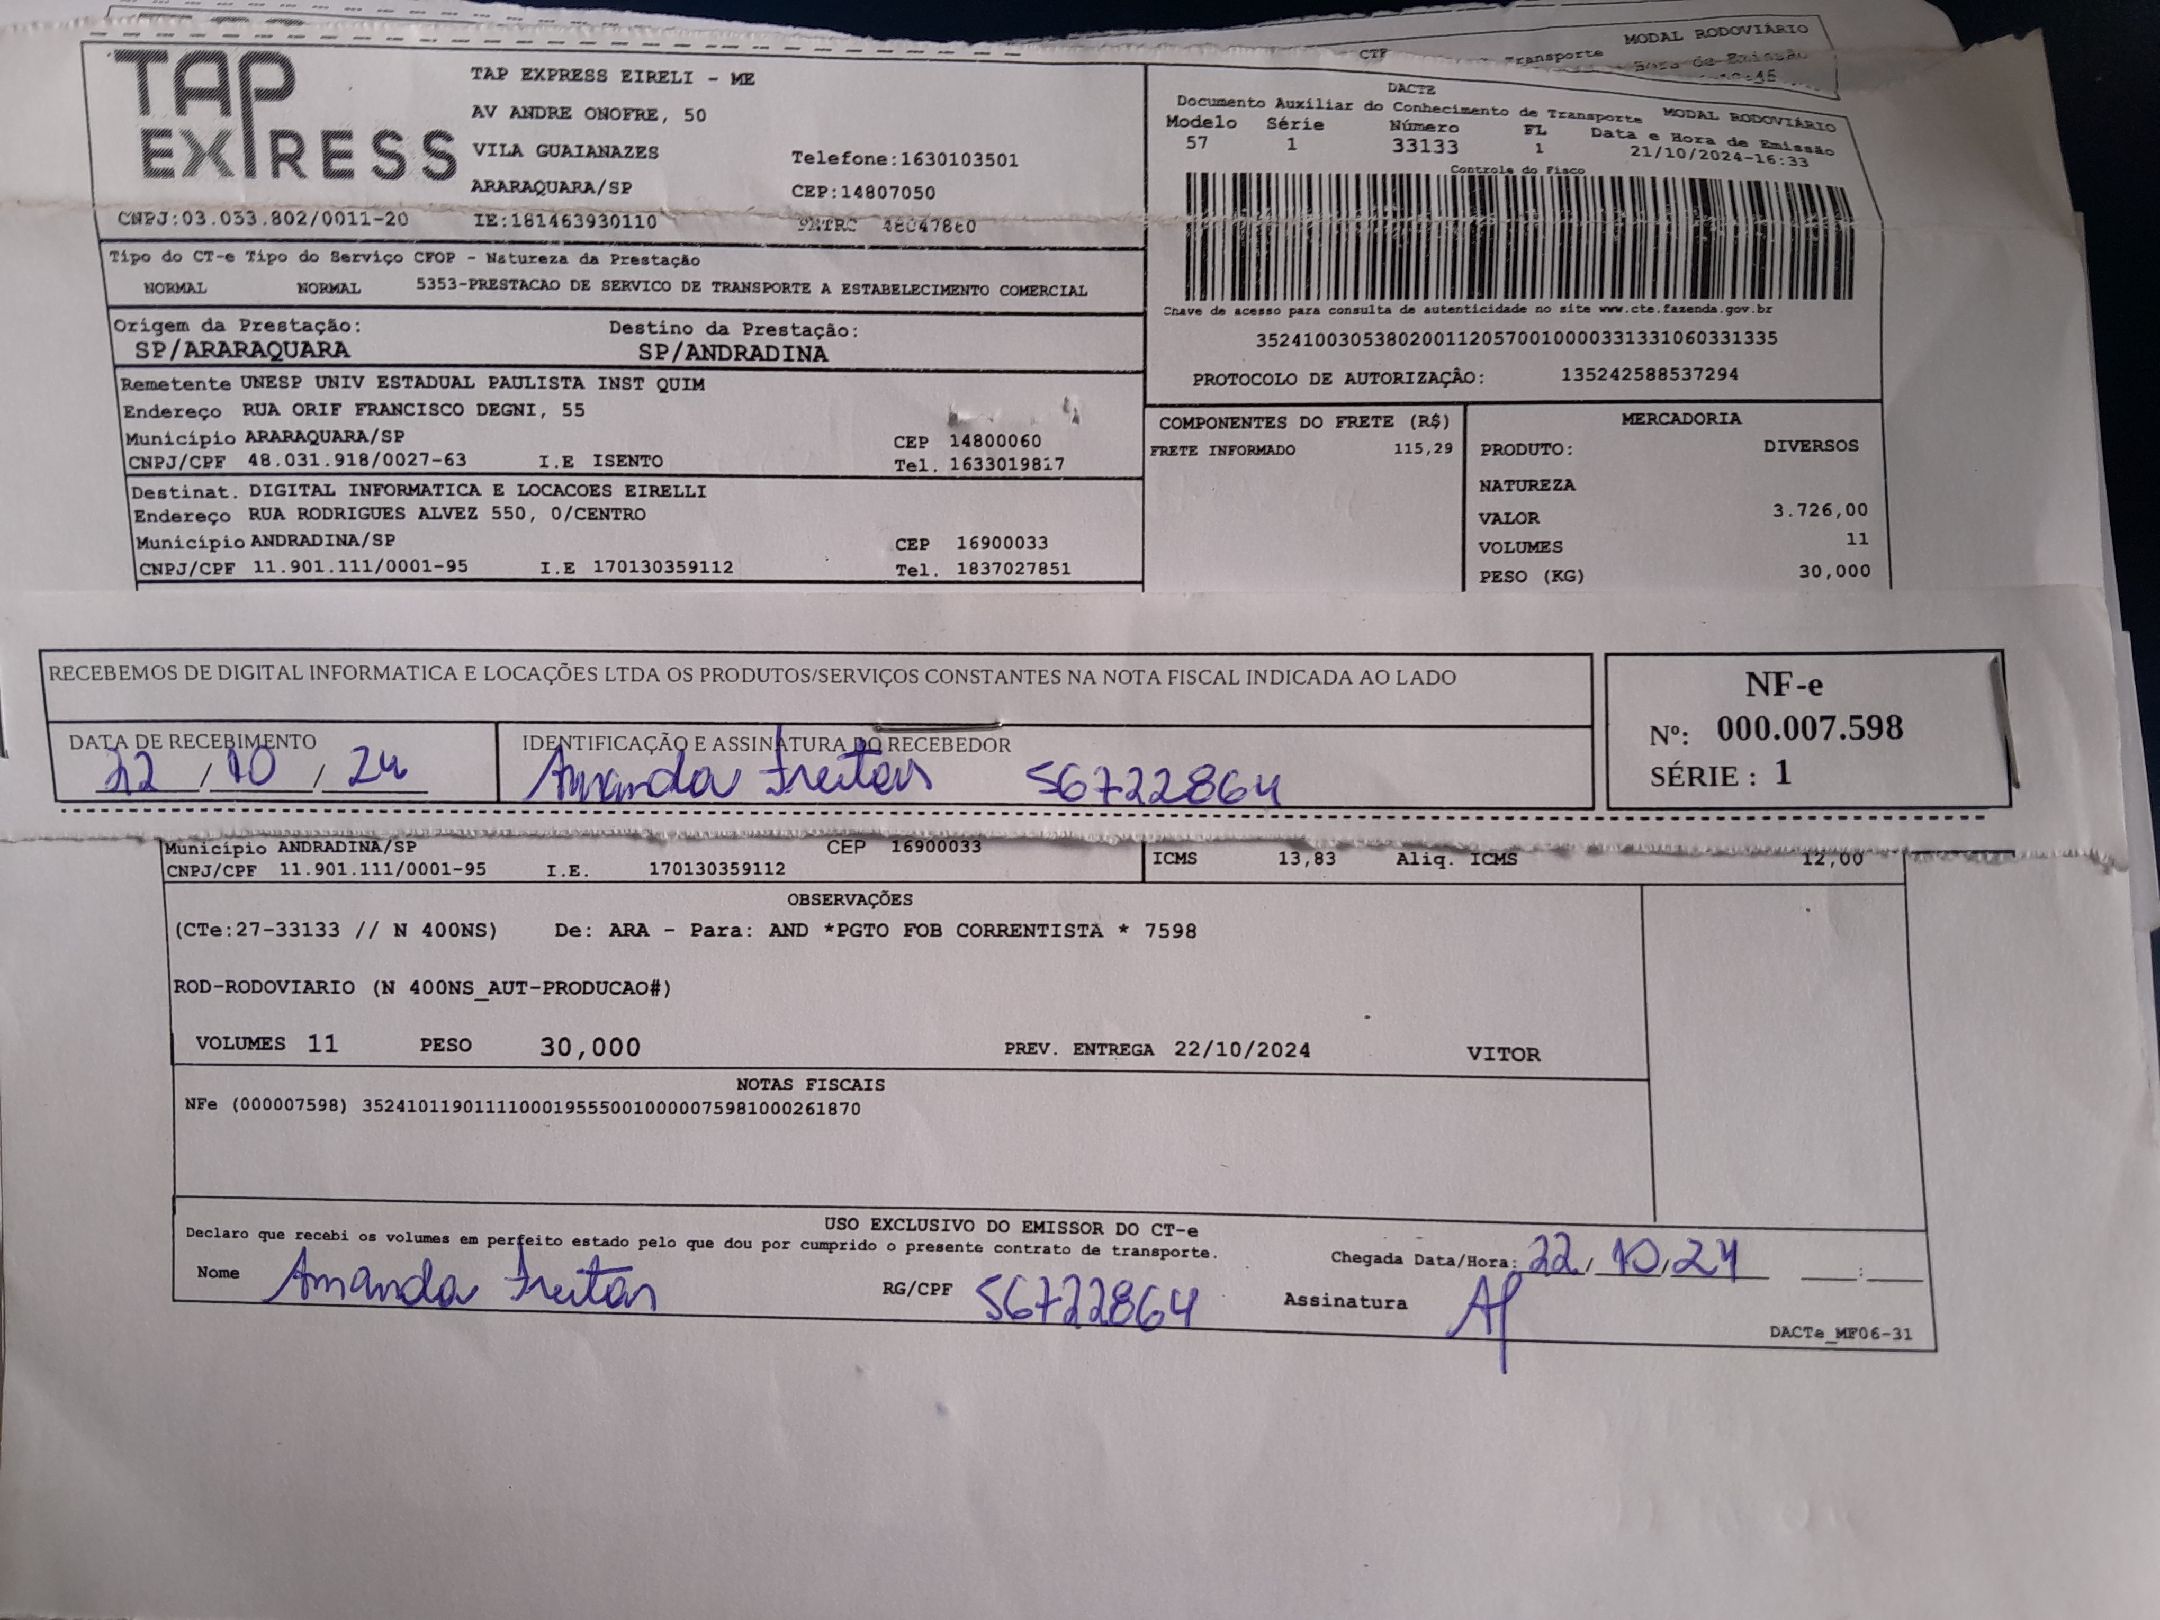 CTE
Transporte
MODAL RODOVIÁRIO
Hora de Emissão
TAP EXPRESS
TAP EXPRESS EIRELI - ME
AV ANDRE ONOFRE, 50
VILA GUAIANAZES
Telefone:1630103501
ARARAQUARA/SP
CEP:14807050
CNPJ:03.053.802/0011-20
IE:181463930110
DACTE
Documento Auxiliar do Conhecimento de Transporte
MODAL RODOVIÁRIO
Modelo Série Número FL Data e Hora de Emissão
57 1 33133 1 21/10/2024-16:33
Controle do Fisco
Chave de acesso para consulta de autenticidade no site www.cte.fazenda.gov.br
35241003053802001120570010000331331060331335
PROTOCOLO DE AUTORIZAÇÃO: 135242588537294
Tipo do CT-e Tipo do Serviço CFOP - Natureza da Prestação
NORMAL NORMAL 5353-PRESTACAO DE SERVICO DE TRANSPORTE A ESTABELECIMENTO COMERCIAL
Origem da Prestação: Destino da Prestação:
SP/ARARAQUARA SP/ANDRADINA
Remetente UNESP UNIV ESTADUAL PAULISTA INST QUIM
Endereço RUA ORIF FRANCISCO DEGNI, 55
Município ARARAQUARA/SP CEP 14800060
CNPJ/CPF 48.031.918/0027-63 I.E ISENTO Tel. 1633019817
Destinat. DIGITAL INFORMATICA E LOCACOES EIRELLI
Endereço RUA RODRIGUES ALVEZ 550, 0/CENTRO
Município ANDRADINA/SP CEP 16900033
CNPJ/CPF 11.901.111/0001-95 I.E 170130359112 Tel. 1837027851
COMPONENTES DO FRETE (R$)
FRETE INFORMADO 115,29
MERCADORIA
PRODUTO: DIVERSOS
NATUREZA
VALOR 3.726,00
VOLUMES 11
PESO (KG) 30,000
RECEBEMOS DE DIGITAL INFORMATICA E LOCAÇÕES LTDA OS PRODUTOS/SERVIÇOS CONSTANTES NA NOTA FISCAL INDICADA AO LADO
DATA DE RECEBIMENTO
22/10/24
IDENTIFICAÇÃO E ASSINATURA DO RECEBEDOR
Amanda Freitas 56722864
NF-e
Nº: 000.007.598
SÉRIE : 1
Município ANDRADINA/SP CEP 16900033
CNPJ/CPF 11.901.111/0001-95 I.E. 170130359112
ICMS 13,83 Aliq. ICMS 12,00
OBSERVAÇÕES
(CTe:27-33133 // N 400NS) De: ARA - Para: AND *PGTO FOB CORRENTISTA * 7598
ROD-RODOVIARIO (N 400NS_AUT-PRODUCAO#)
VOLUMES 11 PESO 30,000 PREV. ENTREGA 22/10/2024 VITOR
NOTAS FISCAIS
NFe (000007598) 35241011901111000195550010000075981000261870
USO EXCLUSIVO DO EMISSOR DO CT-e
Declaro que recebi os volumes em perfeito estado pelo que dou por cumprido o presente contrato de transporte.
Chegada Data/Hora: 22/10/24 __:__
Nome Amanda Freitas RG/CPF 56722864 Assinatura AF
DACTe_MF06-31